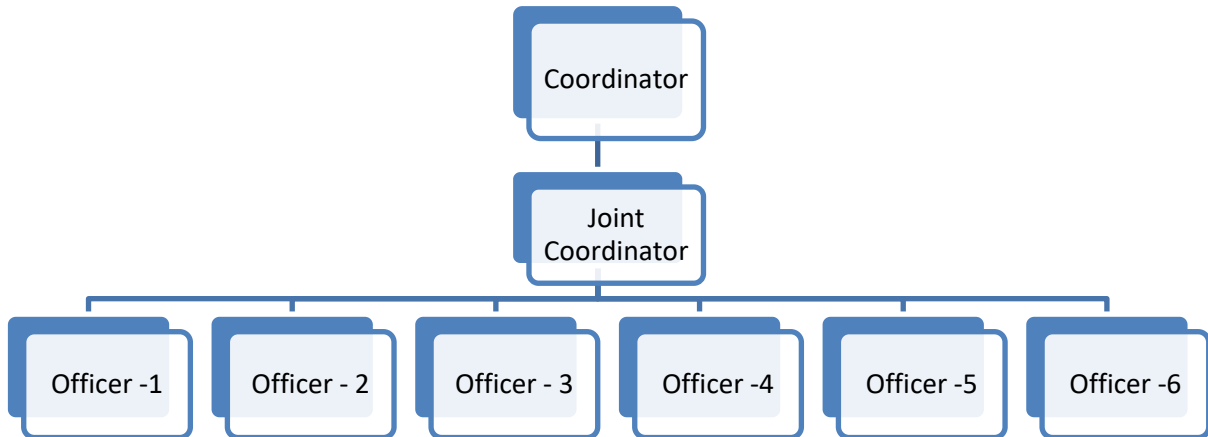 Coordinator
Joint
Coordinator
Officer -1
Officer - 2
Officer - 3
Officer -4
Officer -5
Officer -6